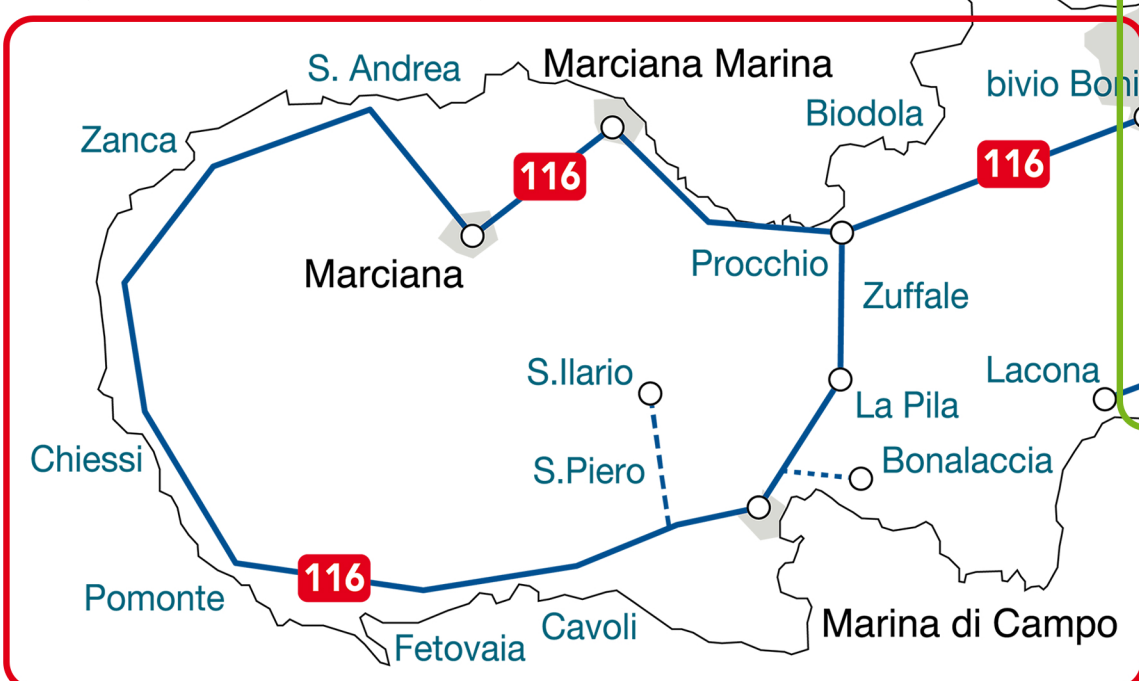 S. Andrea
Marciana Marina
Zanca
Biodola
bivio Boni
116
116
Marciana
Procchio
Zuffale
S.Ilario
Lacona
La Pila
Chiessi
S.Piero
Bonalaccia
116
Pomonte
Fetovaia
Cavoli
Marina di Campo